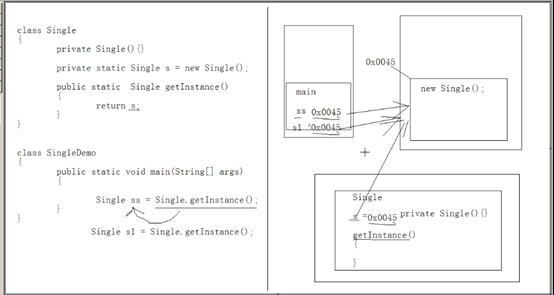 class Single
{
private Single(){}
private static Single s = new Single();
public static Single getInstance()
{
return s;
}
}
class SingleDemo
{
public static void main(String[] args)
{
Single ss = Single.getInstance();
}
}
Single s1 = Single.getInstance();
main
ss 0x0045
s1 =0x0045
0x0045
new Single();
Single
s =0x0045 private Single(){}
getInstance()
{
}